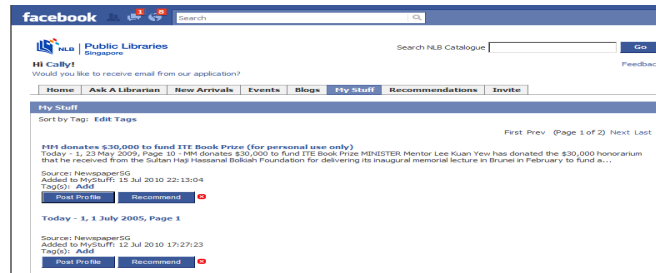 facebook 1 8 Search
NLB Public Libraries
Singapore
Search NLB Catalogue Go
Hi Cally! Feedbac
Would you like to receive email from our application?
Home Ask A Librarian New Arrivals Events Blogs My Stuff Recommendations Invite
My Stuff
Sort by Tag: Edit Tags
First Prev (Page 1 of 2) Next Last
MM donates $30,000 to fund ITE Book Prize (for personal use only)
Today - 1, 23 May 2009, Page 10 - MM donates $30,000 to fund ITE Book Prize MINISTER Mentor Lee Kuan Yew has donated the $30,000 honorarium
that he received from the Sultan Haji Hassanal Bolkiah Foundation for delivering its inaugural memorial lecture in Brunei in February to fund a...
Source: NewspaperSG
Added to MyStuff: 15 Jul 2010 22:13:04
Tag(s): Add
Post Profile Recommend
Today - 1, 1 July 2005, Page 1
Source: NewspaperSG
Added to MyStuff: 12 Jul 2010 17:27:23
Tag(s): Add
Post Profile Recommend